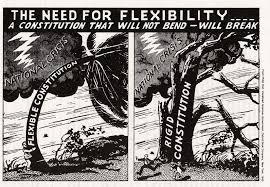 THE NEED FOR FLEXIBILITY
A CONSTITUTION THAT WILL NOT BEND - WILL BREAK
NATIONAL CRISIS
FLEXIBLE CONSTITUTION
NATIONAL CRISIS
RIGID
CONSTITUTION